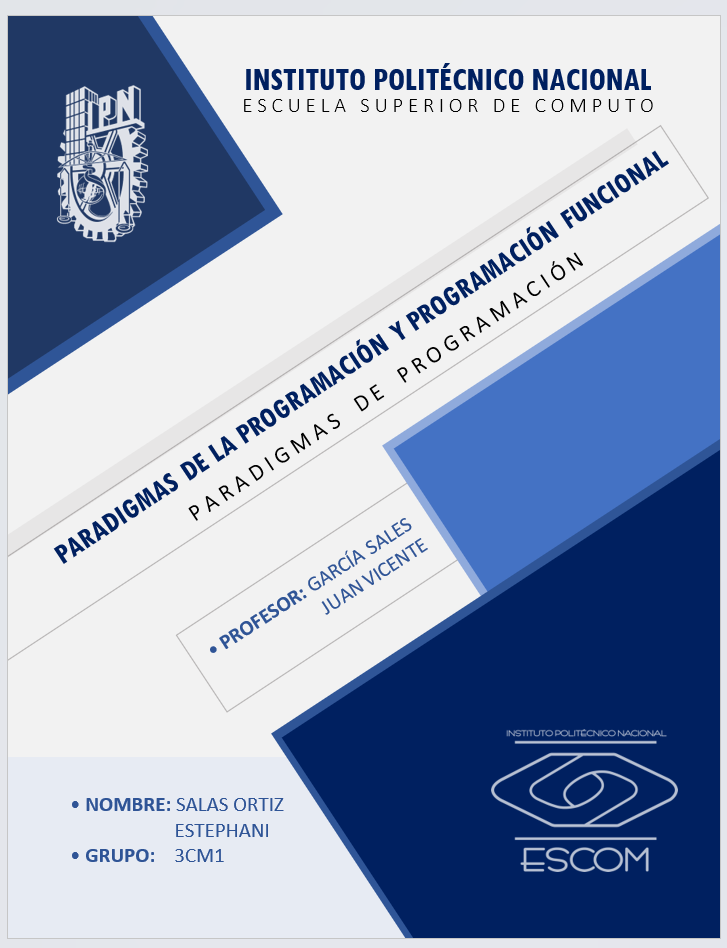 IPN
INSTITUTO POLITÉCNICO NACIONAL
ESCUELA SUPERIOR DE COMPUTO
PARADIGMAS DE LA PROGRAMACIÓN Y PROGRAMACIÓN FUNCIONAL
PARADIGMAS DE PROGRAMACIÓN
• PROFESOR: GARCÍA SALES
JUAN VICENTE
INSTITUTO POLITÉCNICO NACIONAL
ESCOM
• NOMBRE: SALAS ORTIZ
ESTEPHANI
• GRUPO: 3CM1